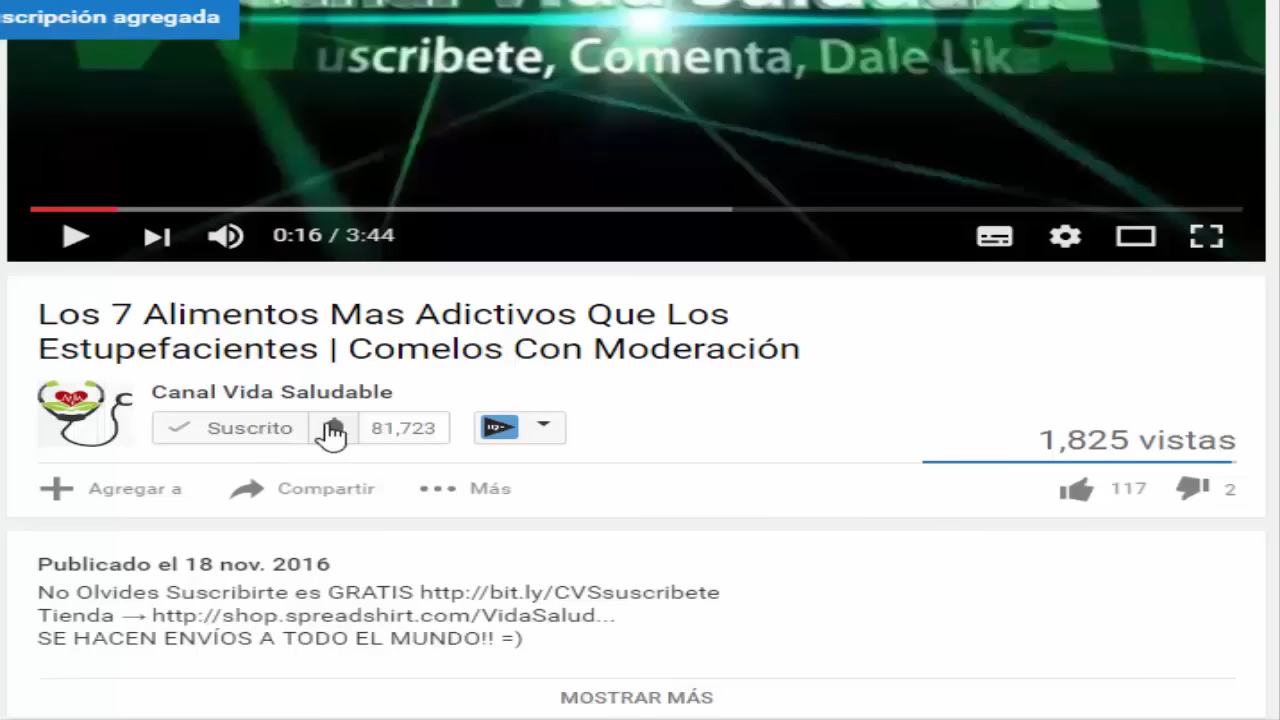 scripción agregada
Canal Vida Saludable
uscribete, Comenta, Dale Lik
0:16 / 3:44
Los 7 Alimentos Mas Adictivos Que Los
Estupefacientes | Comelos Con Moderación
Canal Vida Saludable
Suscrito 81,723
1,825 vistas
Agregar a Compartir Más 117 2
Publicado el 18 nov. 2016
No Olvides Suscribirte es GRATIS http://bit.ly/CVSsuscribete
Tienda → http://shop.spreadshirt.com/VidaSalud...
SE HACEN ENVÍOS A TODO EL MUNDO!! =)
MOSTRAR MÁS